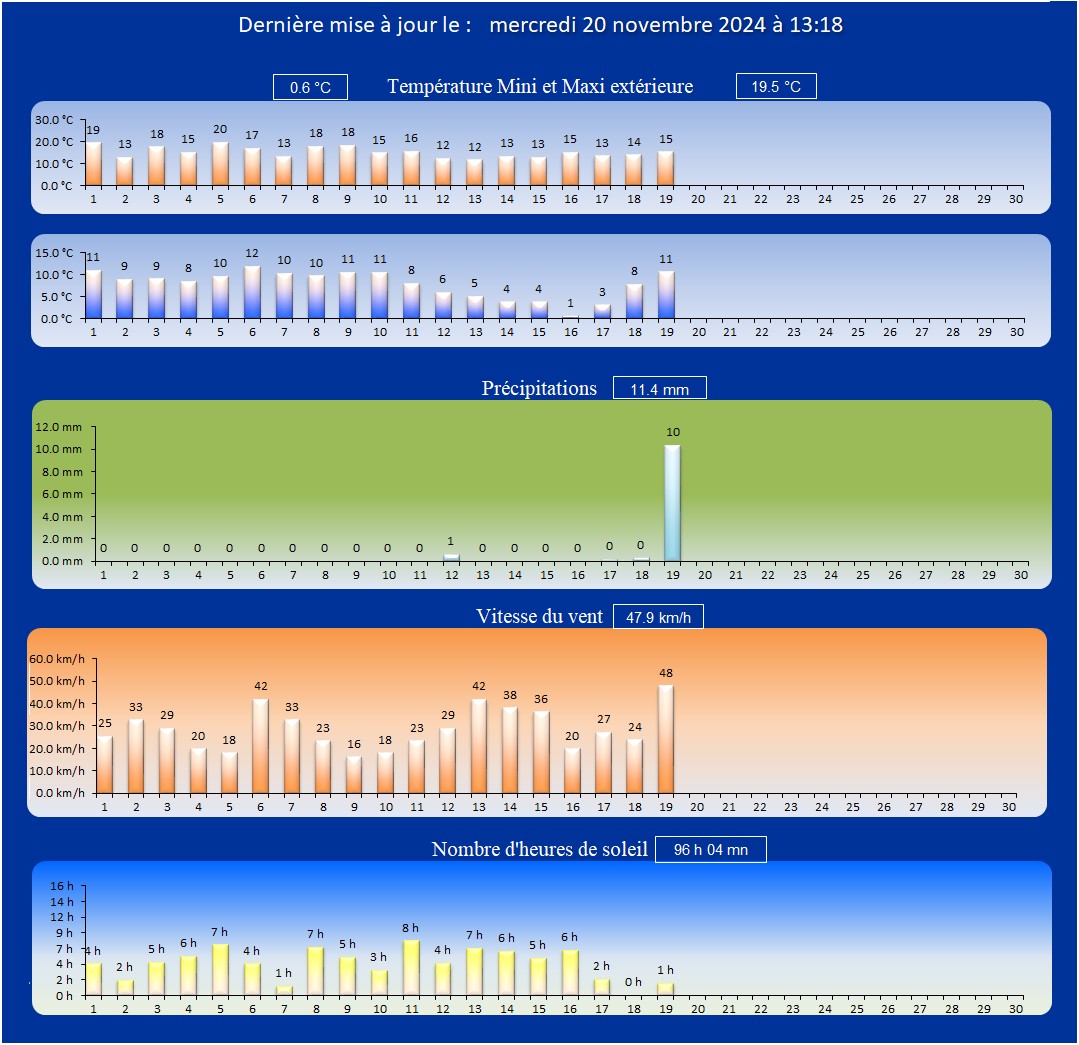 Dernière mise à jour le : mercredi 20 novembre 2024 à 13:18
0.6 °C Température Mini et Maxi extérieure 19.5 °C
30.0 °C
20.0 °C
10.0 °C
0.0 °C
19 13 18 15 20 17 13 18 18 15 16 12 12 13 13 15 13 14 15
1 2 3 4 5 6 7 8 9 10 11 12 13 14 15 16 17 18 19 20 21 22 23 24 25 26 27 28 29 30
15.0 °C
10.0 °C
5.0 °C
0.0 °C
11 9 9 8 10 12 10 10 11 11 8 6 5 4 4 1 3 8 11
1 2 3 4 5 6 7 8 9 10 11 12 13 14 15 16 17 18 19 20 21 22 23 24 25 26 27 28 29 30
Précipitations 11.4 mm
12.0 mm
10.0 mm
8.0 mm
6.0 mm
4.0 mm
2.0 mm
0.0 mm
0 0 0 0 0 0 0 0 0 0 0 1 0 0 0 0 0 0 10
1 2 3 4 5 6 7 8 9 10 11 12 13 14 15 16 17 18 19 20 21 22 23 24 25 26 27 28 29 30
Vitesse du vent 47.9 km/h
60.0 km/h
50.0 km/h
40.0 km/h
30.0 km/h
20.0 km/h
10.0 km/h
0.0 km/h
25 33 29 20 18 42 33 23 16 18 23 29 42 38 36 20 27 24 48
1 2 3 4 5 6 7 8 9 10 11 12 13 14 15 16 17 18 19 20 21 22 23 24 25 26 27 28 29 30
Nombre d'heures de soleil 96 h 04 mn
16 h
14 h
12 h
9 h
7 h
4 h
2 h
0 h
4 h 2 h 5 h 6 h 7 h 4 h 1 h 7 h 5 h 3 h 8 h 4 h 7 h 6 h 5 h 6 h 2 h 0 h 1 h
1 2 3 4 5 6 7 8 9 10 11 12 13 14 15 16 17 18 19 20 21 22 23 24 25 26 27 28 29 30